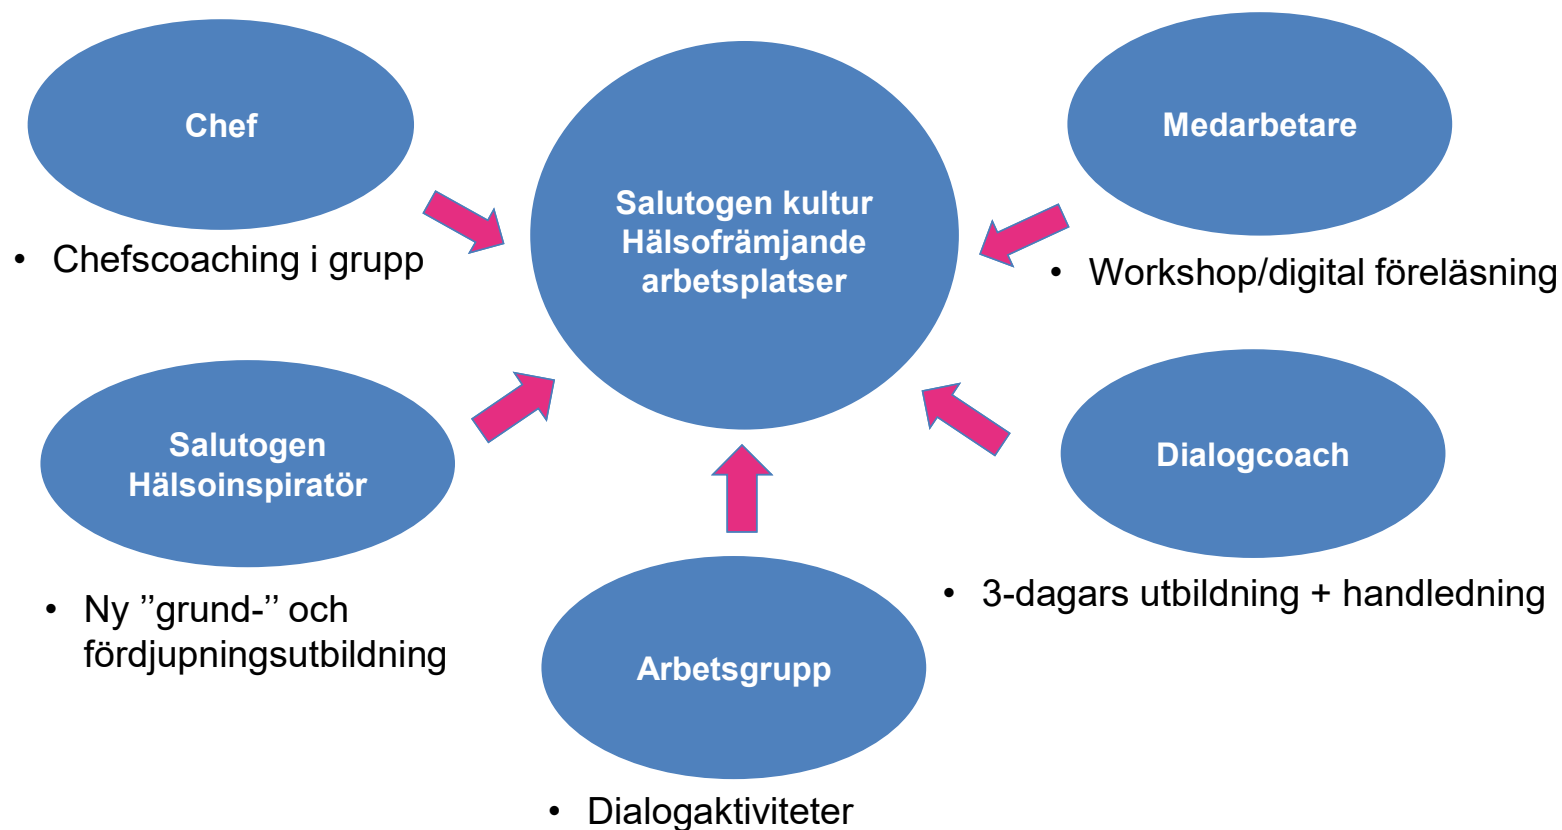 Chef
• Chefscoaching i grupp
Salutogen kultur
Hälsofrämjande
arbetsplatser
Medarbetare
• Workshop/digital föreläsning
Salutogen
Hälsoinspiratör
• Ny ’’grund-’’ och
fördjupningsutbildning
Dialogcoach
• 3-dagars utbildning + handledning
Arbetsgrupp
• Dialogaktiviteter